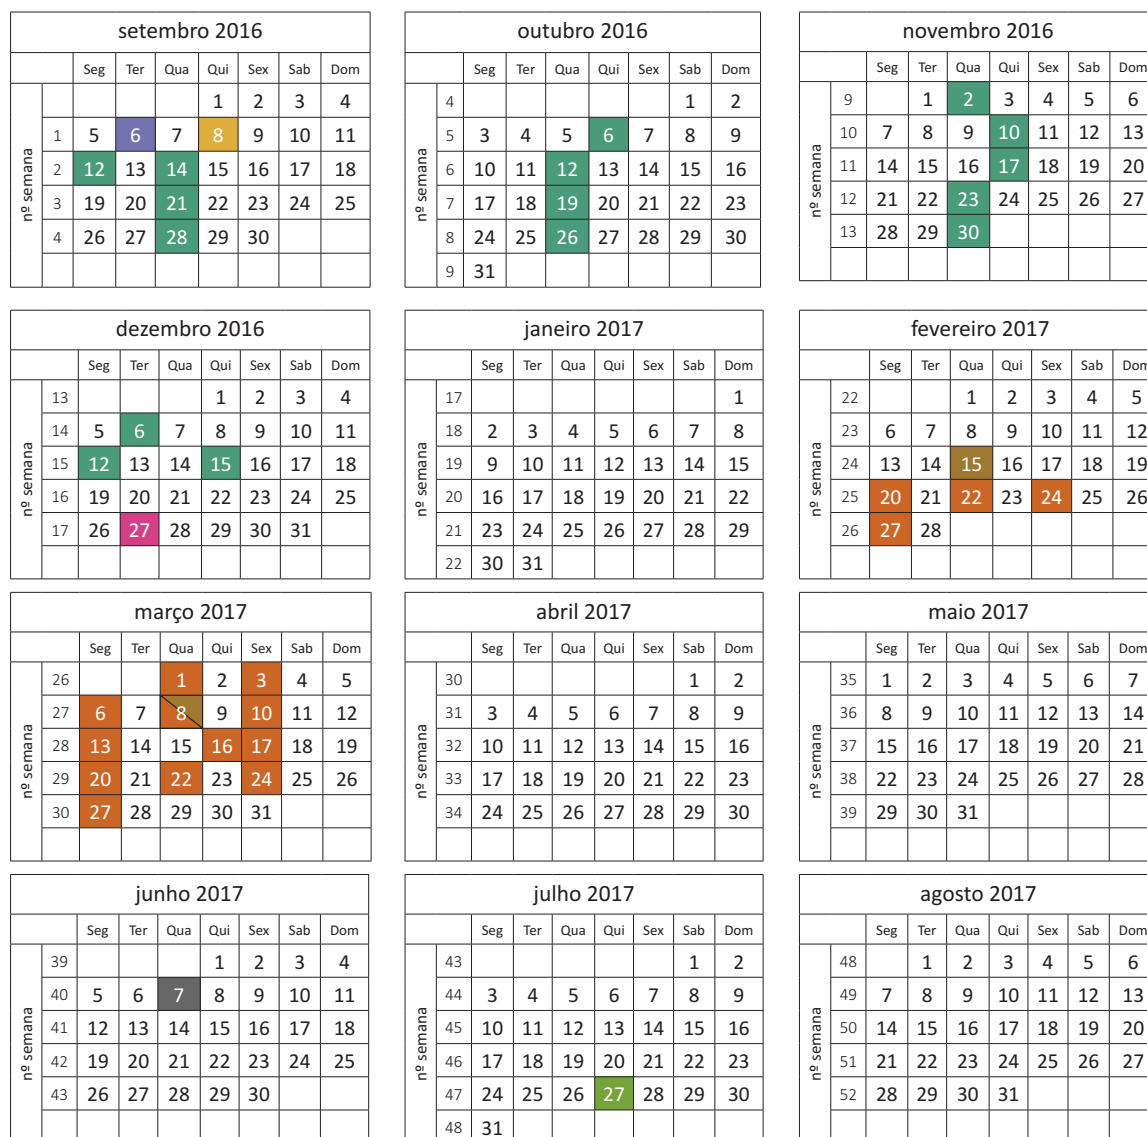 setembro 2016
Seg Ter Qua Qui Sex Sab Dom
nº semana
1 2 3 4
1 5 6 7 8 9 10 11
2 12 13 14 15 16 17 18
3 19 20 21 22 23 24 25
4 26 27 28 29 30
outubro 2016
Seg Ter Qua Qui Sex Sab Dom
nº semana
4 1 2
5 3 4 5 6 7 8 9
6 10 11 12 13 14 15 16
7 17 18 19 20 21 22 23
8 24 25 26 27 28 29 30
9 31
novembro 2016
Seg Ter Qua Qui Sex Sab Dom
nº semana
9 1 2 3 4 5 6
10 7 8 9 10 11 12 13
11 14 15 16 17 18 19 20
12 21 22 23 24 25 26 27
13 28 29 30
dezembro 2016
Seg Ter Qua Qui Sex Sab Dom
nº semana
13 1 2 3 4
14 5 6 7 8 9 10 11
15 12 13 14 15 16 17 18
16 19 20 21 22 23 24 25
17 26 27 28 29 30 31
janeiro 2017
Seg Ter Qua Qui Sex Sab Dom
nº semana
17 1
18 2 3 4 5 6 7 8
19 9 10 11 12 13 14 15
20 16 17 18 19 20 21 22
21 23 24 25 26 27 28 29
22 30 31
fevereiro 2017
Seg Ter Qua Qui Sex Sab Dom
nº semana
22 1 2 3 4 5
23 6 7 8 9 10 11 12
24 13 14 15 16 17 18 19
25 20 21 22 23 24 25 26
26 27 28
março 2017
Seg Ter Qua Qui Sex Sab Dom
nº semana
26 1 2 3 4 5
27 6 7 8 9 10 11 12
28 13 14 15 16 17 18 19
29 20 21 22 23 24 25 26
30 27 28 29 30 31
abril 2017
Seg Ter Qua Qui Sex Sab Dom
nº semana
30 1 2
31 3 4 5 6 7 8 9
32 10 11 12 13 14 15 16
33 17 18 19 20 21 22 23
34 24 25 26 27 28 29 30
maio 2017
Seg Ter Qua Qui Sex Sab Dom
nº semana
35 1 2 3 4 5 6 7
36 8 9 10 11 12 13 14
37 15 16 17 18 19 20 21
38 22 23 24 25 26 27 28
39 29 30 31
junho 2017
Seg Ter Qua Qui Sex Sab Dom
nº semana
39 1 2 3 4
40 5 6 7 8 9 10 11
41 12 13 14 15 16 17 18
42 19 20 21 22 23 24 25
43 26 27 28 29 30
julho 2017
Seg Ter Qua Qui Sex Sab Dom
nº semana
43 1 2
44 3 4 5 6 7 8 9
45 10 11 12 13 14 15 16
46 17 18 19 20 21 22 23
47 24 25 26 27 28 29 30
48 31
agosto 2017
Seg Ter Qua Qui Sex Sab Dom
nº semana
48 1 2 3 4 5 6
49 7 8 9 10 11 12 13
50 14 15 16 17 18 19 20
51 21 22 23 24 25 26 27
52 28 29 30 31